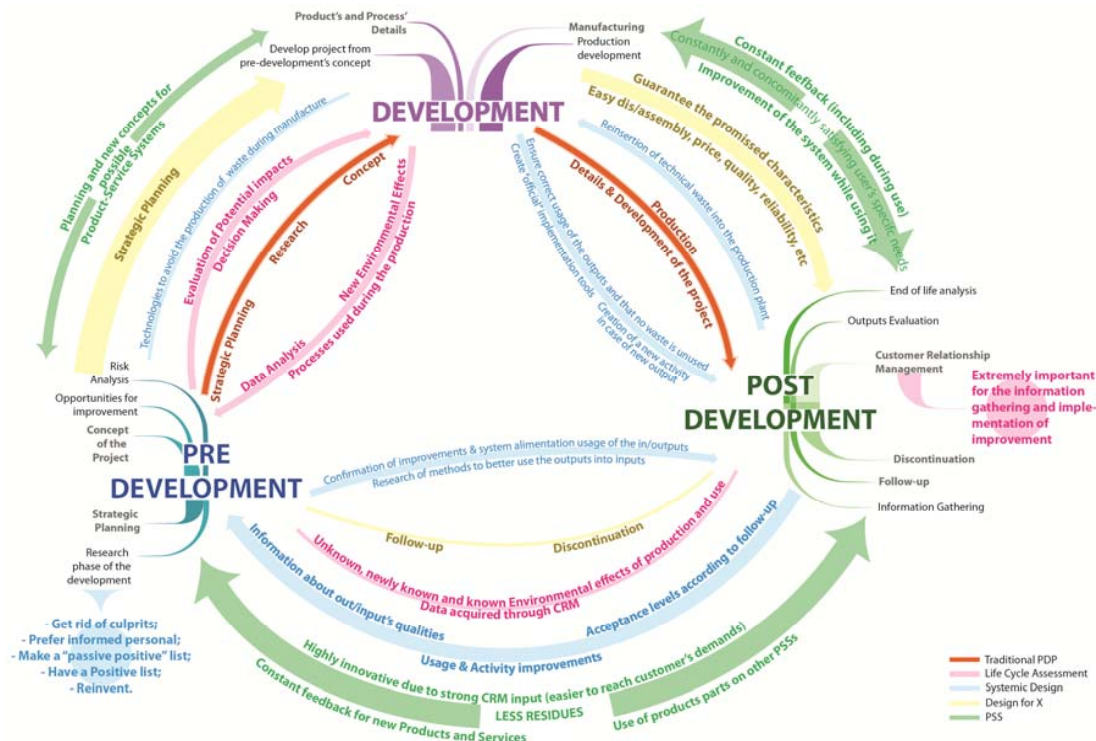 Product's and Process'
Details
Develop project from
pre-development's concept
Manufacturing
Production
development
DEVELOPMENT
Planning and new concepts for
possible
Product-Service Systems
Strategic Planning
Technologies to avoid the production of waste during manufacture
Evaluation of Potential impacts
Decision Making
Strategic Planning
Research
Concept
New Environmental Effects
Data Analysis
Processes used during the production
Ensure correct usage of the outputs and that no waste is unused
Create "official" implementation tools
Creation of a new activity
in case of new output
Production
Details & Development of the project
Reinsertion of technical waste into the production plant
Guarantee the promissed characteristics
Easy dis/assembly, price, quality, reliability, etc
Constant feefback (including during use)
Constantly and concomitantly satisfying user's specific needs
Improvement of the system while using it
End of life analysis
Outputs Evaluation
Customer Relationship
Management
Extremely important
for the information
gathering and imple-
mentation of
improvement
POST
DEVELOPMENT
Discontinuation
Follow-up
Information Gathering
Risk
Analysis
Opportunities for
improvement
Concept
of the
Project
PRE
DEVELOPMENT
Strategic
Planning
Research
phase of the
development
- Get rid of culprits;
- Prefer informed personal;
- Make a "passive positive" list;
- Have a Positive list;
- Reinvent.
Confirmation of improvements & system alimentation usage of the in/outputs
Research of methods to better use the outputs into inputs
Follow-up
Discontinuation
Unknown, newly known and known Environmental effects of production and use
Data acquired through CRM
Information about out/input's qualities
Acceptance levels according to follow-up
Usage & Activity improvements
Highly innovative due to strong CRM input (easier to reach customer's demands)
LESS RESIDUES
Constant feedback for new Products and Services
Use of products parts on other PSSs
Traditional PDP
Life Cycle Assessment
Systemic Design
Design for X
PSS